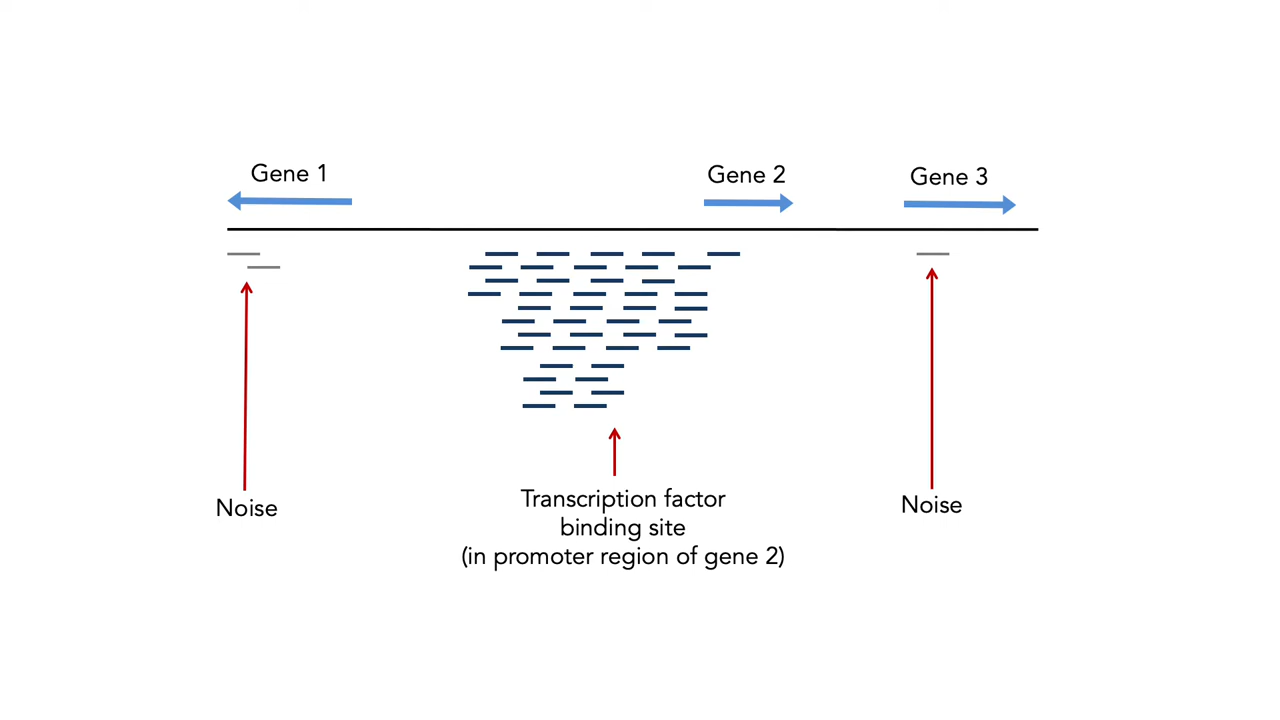 Gene 1
Gene 2
Gene 3
Noise
Transcription factor
binding site
(in promoter region of gene 2)
Noise